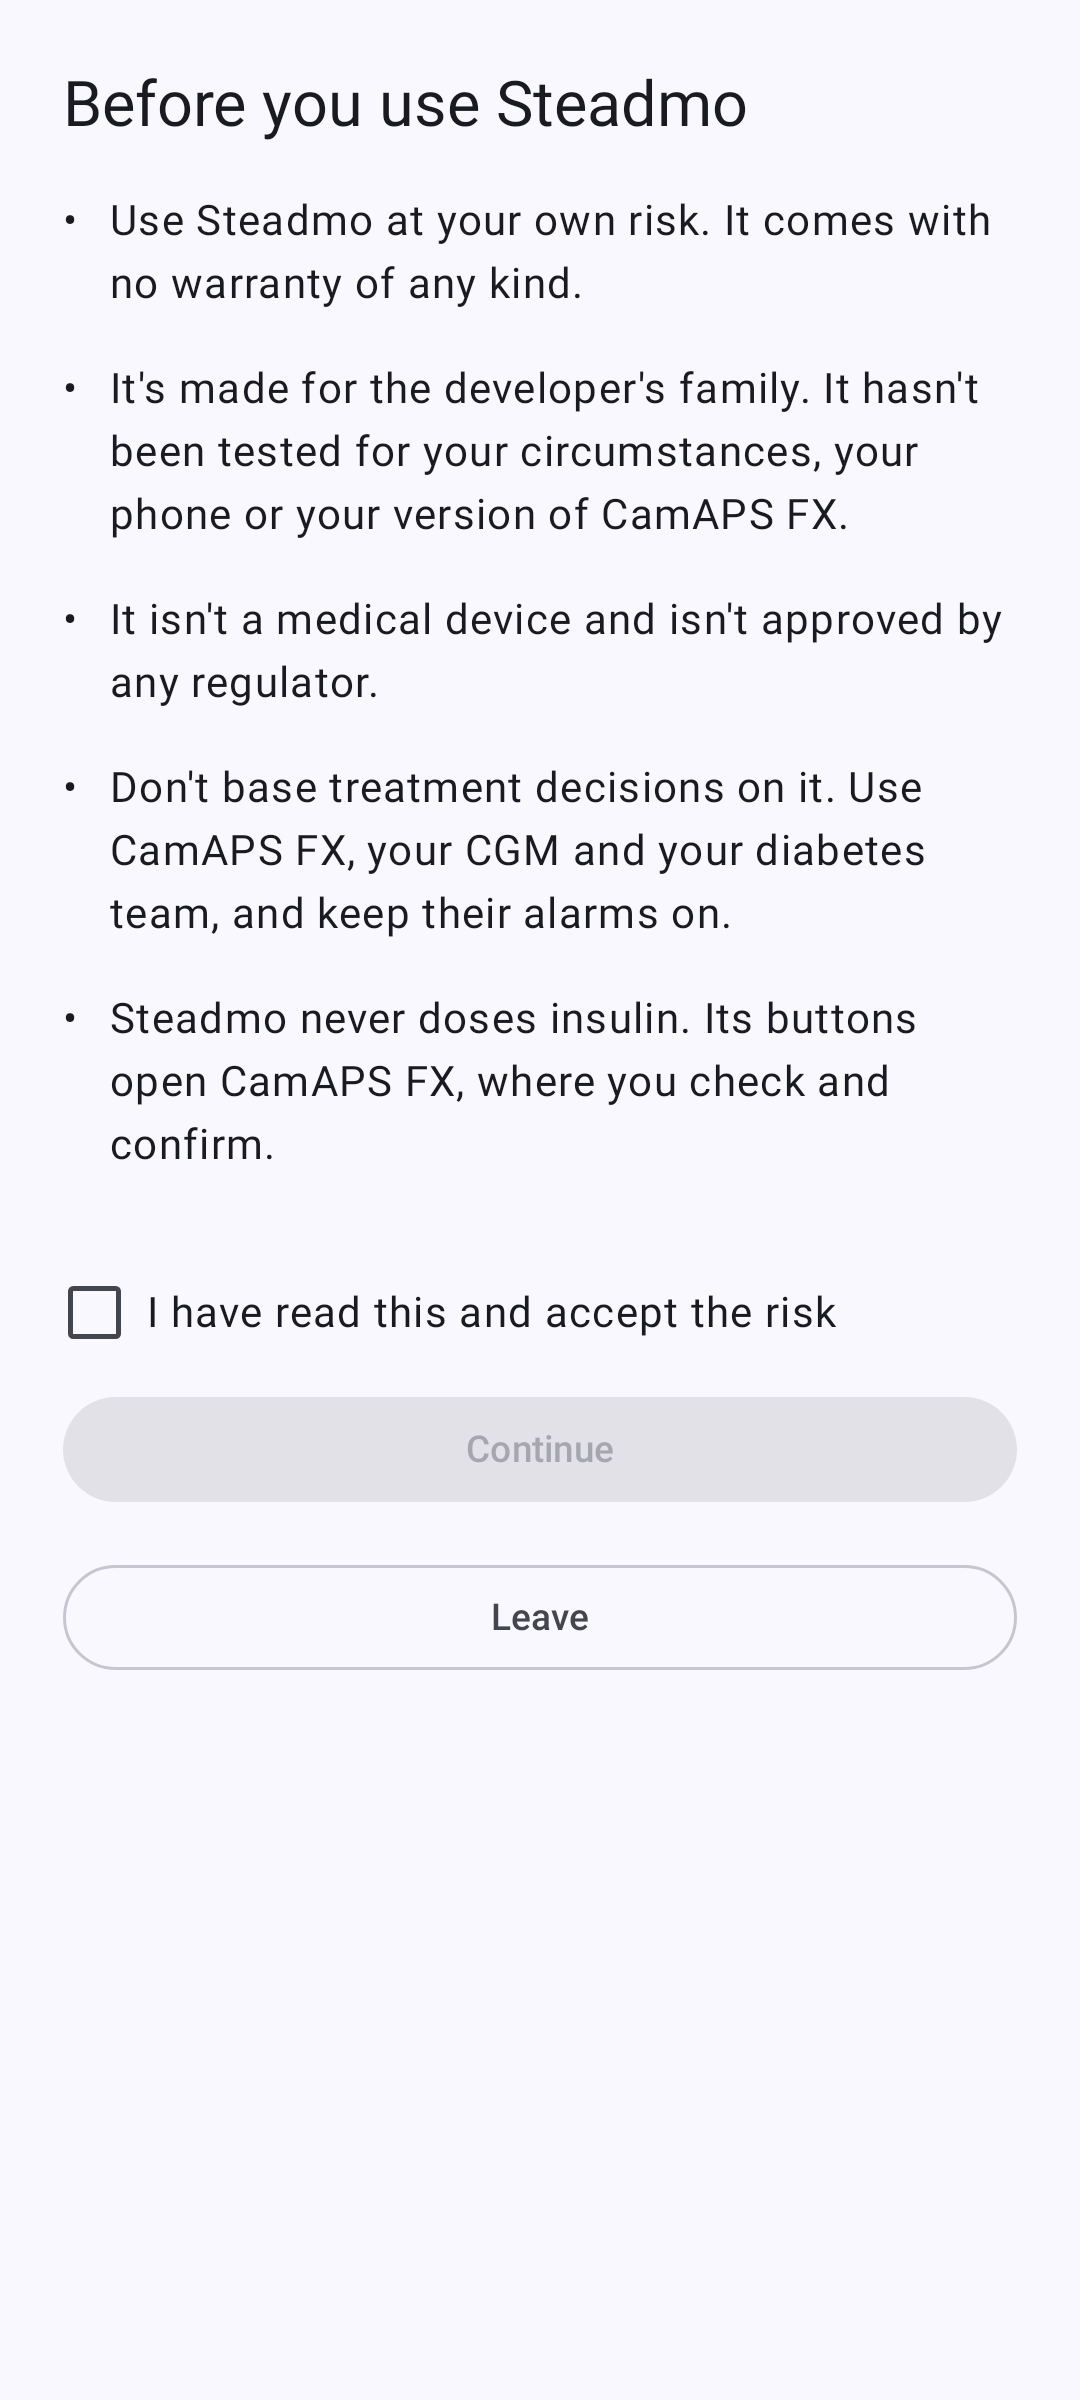 Before you use Steadmo
• Use Steadmo at your own risk. It comes with
no warranty of any kind.
• It's made for the developer's family. It hasn't
been tested for your circumstances, your
phone or your version of CamAPS FX.
• It isn't a medical device and isn't approved by
any regulator.
• Don't base treatment decisions on it. Use
CamAPS FX, your CGM and your diabetes
team, and keep their alarms on.
• Steadmo never doses insulin. Its buttons
open CamAPS FX, where you check and
confirm.
I have read this and accept the risk
Continue
Leave